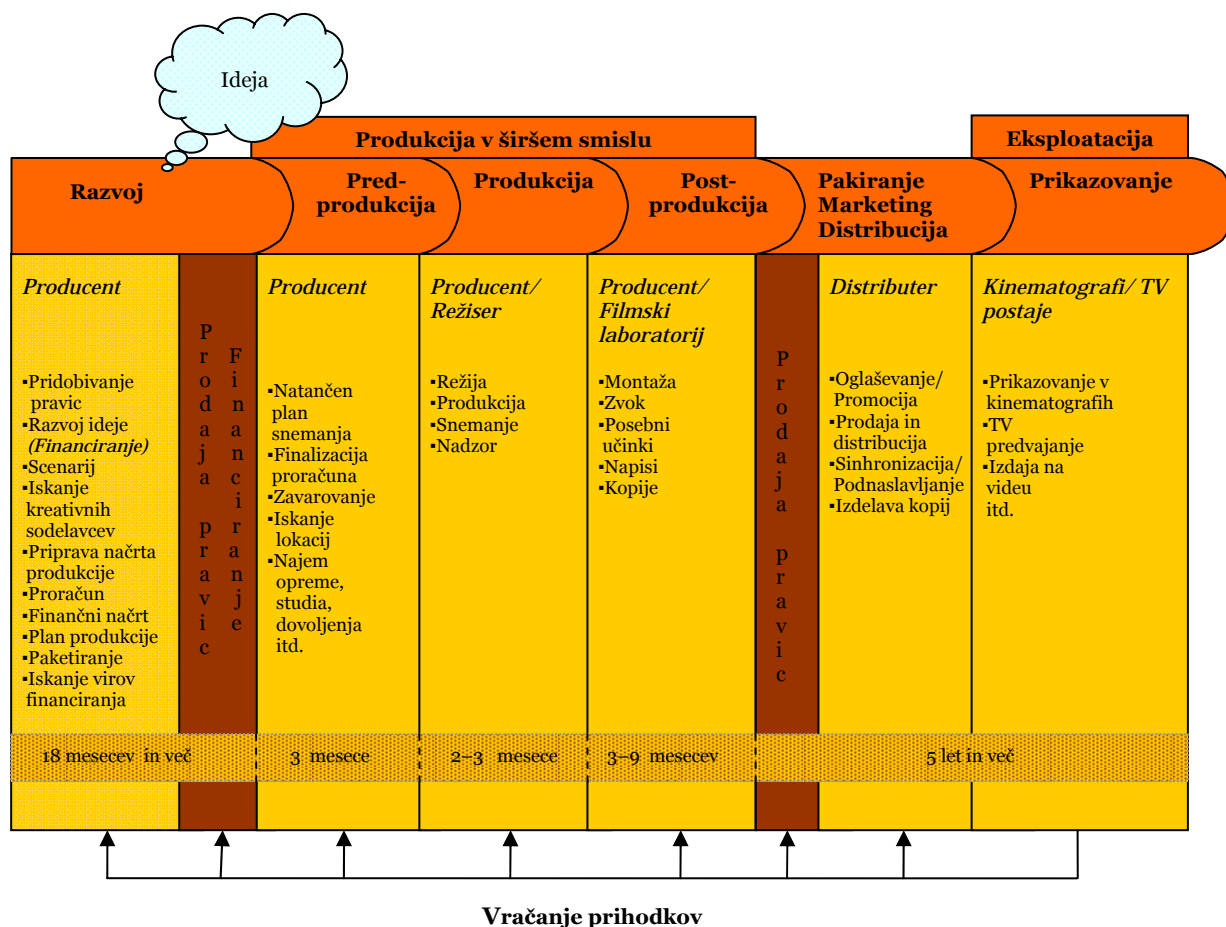 Ideja
Produkcija v širšem smislu
Eksploatacija
Razvoj
Pred-
produkcija
Produkcija
Post-
produkcija
Pakiranje
Marketing
Distribucija
Prikazovanje
Producent
▪Pridobivanje
pravic
▪Razvoj ideje
(Financiranje)
▪Scenarij
▪Iskanje
kreativnih
sodelavcev
▪Priprava načrta
produkcije
▪Proračun
▪Finančni načrt
▪Plan produkcije
▪Paketiranje
▪Iskanje virov
financiranja
Prodaja pravic
Financiranje
Producent
▪Natančen
plan
snemanja
▪Finalizacija
proračuna
▪Zavarovanje
▪Iskanje
lokacij
▪Najem
opreme,
studia,
dovoljenja
itd.
Producent/
Režiser
▪Režija
▪Produkcija
▪Snemanje
▪Nadzor
Producent/
Filmski
laboratorij
▪Montaža
▪Zvok
▪Posebni
učinki
▪Napisi
▪Kopije
Prodaja pravic
Distributer
▪Oglaševanje/
Promocija
▪Prodaja in
distribucija
▪Sinhronizacija/
Podnaslavljanje
▪Izdelava kopij
Kinematografi/ TV
postaje
▪Prikazovanje v
kinematografih
▪TV
predvajanje
▪Izdaja na
videu
itd.
18 mesecev in več
3 mesece
2–3 mesece
3–9 mesecev
5 let in več
Vračanje prihodkov